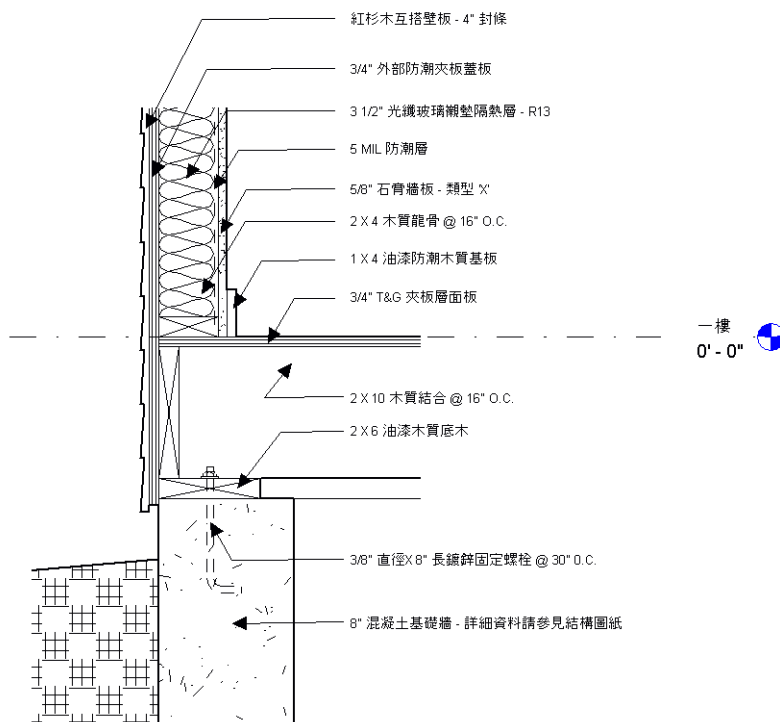 紅杉木互搭壁板 - 4" 封條
3/4" 外部防潮夾板蓋板
3 1/2" 光纖玻璃襯墊隔熱層 - R13
5 MIL 防潮層
5/8" 石膏牆板 - 類型 'X'
2 X 4 木質龍骨 @ 16" O.C.
1 X 4 油漆防潮木質基板
3/4" T&G 夾板層面板
一樓
0' - 0"
2 X 10 木質結合 @ 16" O.C.
2 X 6 油漆木質底木
3/8" 直徑X 8" 長鍍鋅固定螺栓 @ 30" O.C.
8" 混凝土基礎牆 - 詳細資料請參見結構圖紙